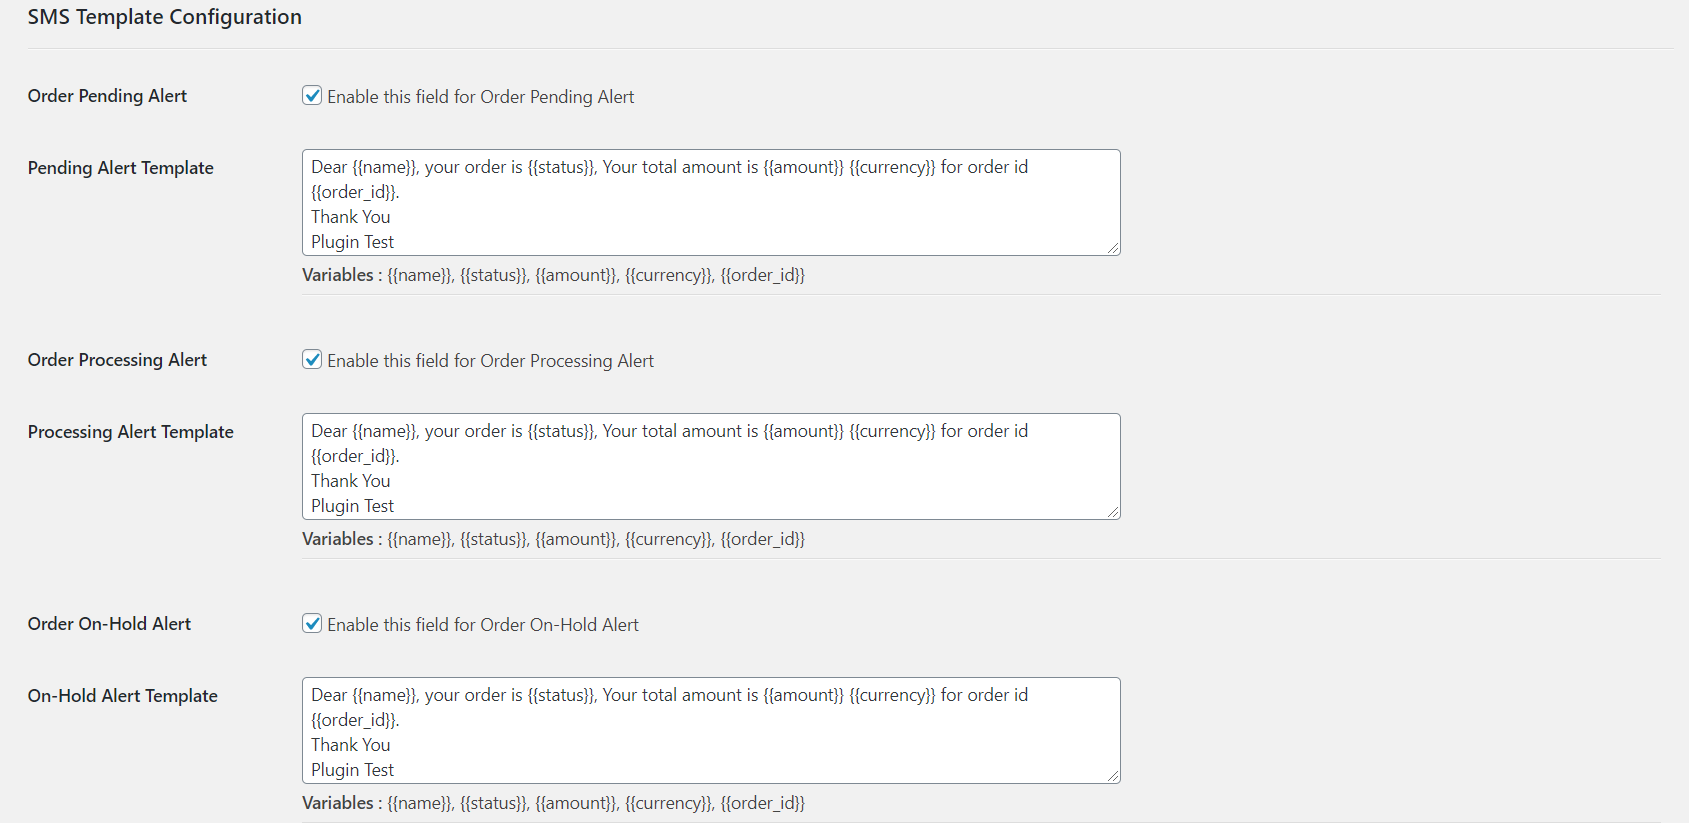 SMS Template Configuration
Order Pending Alert
Enable this field for Order Pending Alert
Pending Alert Template
Dear {{name}}, your order is {{status}}, Your total amount is {{amount}} {{currency}} for order id
{{order_id}}.
Thank You
Plugin Test
Variables : {{name}}, {{status}}, {{amount}}, {{currency}}, {{order_id}}
Order Processing Alert
Enable this field for Order Processing Alert
Processing Alert Template
Dear {{name}}, your order is {{status}}, Your total amount is {{amount}} {{currency}} for order id
{{order_id}}.
Thank You
Plugin Test
Variables : {{name}}, {{status}}, {{amount}}, {{currency}}, {{order_id}}
Order On-Hold Alert
Enable this field for Order On-Hold Alert
On-Hold Alert Template
Dear {{name}}, your order is {{status}}, Your total amount is {{amount}} {{currency}} for order id
{{order_id}}.
Thank You
Plugin Test
Variables : {{name}}, {{status}}, {{amount}}, {{currency}}, {{order_id}}